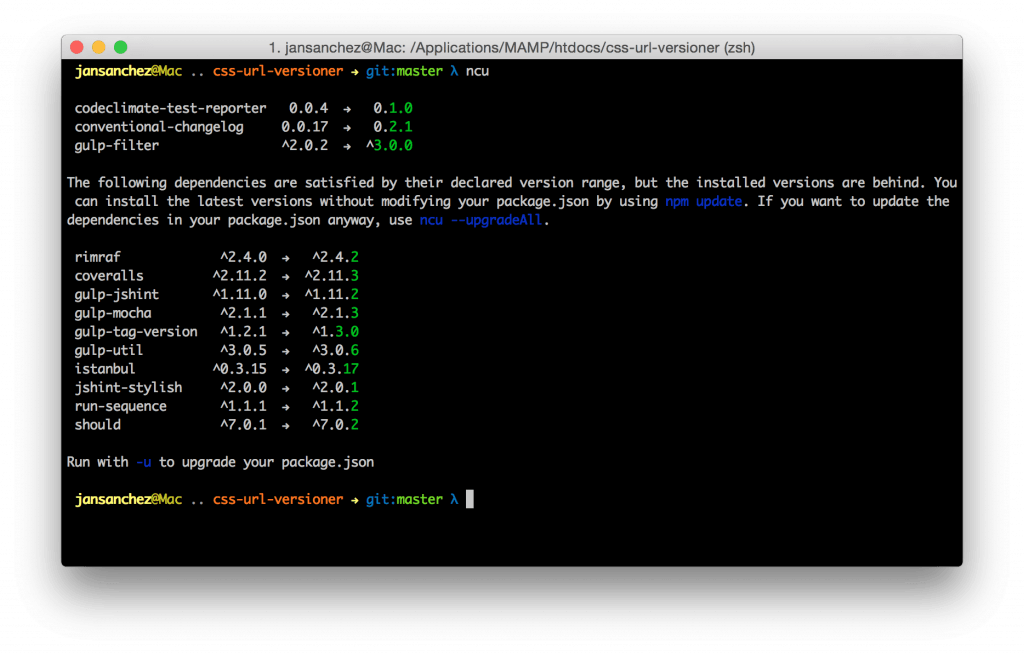 1. jansanchez@Mac: /Applications/MAMP/htdocs/css-url-versioner (zsh)
jansanchez@Mac .. css-url-versioner → git:master λ ncu
codeclimate-test-reporter 0.0.4 → 0.1.0
conventional-changelog 0.0.17 → 0.2.1
gulp-filter ^2.0.2 → ^3.0.0
The following dependencies are satisfied by their declared version range, but the installed versions are behind. You
can install the latest versions without modifying your package.json by using npm update. If you want to update the
dependencies in your package.json anyway, use ncu --upgradeAll.
rimraf ^2.4.0 → ^2.4.2
coveralls ^2.11.2 → ^2.11.3
gulp-jshint ^1.11.0 → ^1.11.2
gulp-mocha ^2.1.1 → ^2.1.3
gulp-tag-version ^1.2.1 → ^1.3.0
gulp-util ^3.0.5 → ^3.0.6
istanbul ^0.3.15 → ^0.3.17
jshint-stylish ^2.0.0 → ^2.0.1
run-sequence ^1.1.1 → ^1.1.2
should ^7.0.1 → ^7.0.2
Run with -u to upgrade your package.json
jansanchez@Mac .. css-url-versioner → git:master λ